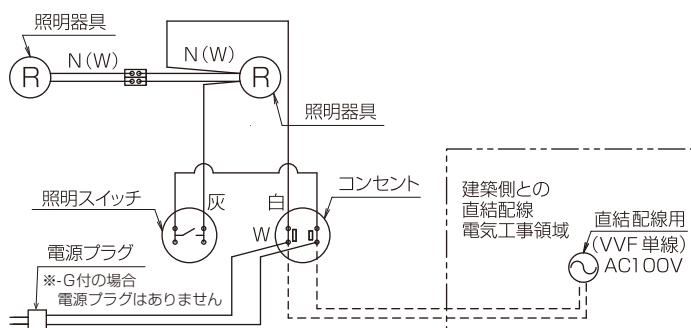 照明器具
N(W)
N(W)
R
R
照明器具
照明スイッチ
灰
白
コンセント
W
電源プラグ
※-G付の場合
電源プラグはありません
建築側との
直結配線
電気工事領域
直結配線用
(VVF単線)
AC100V